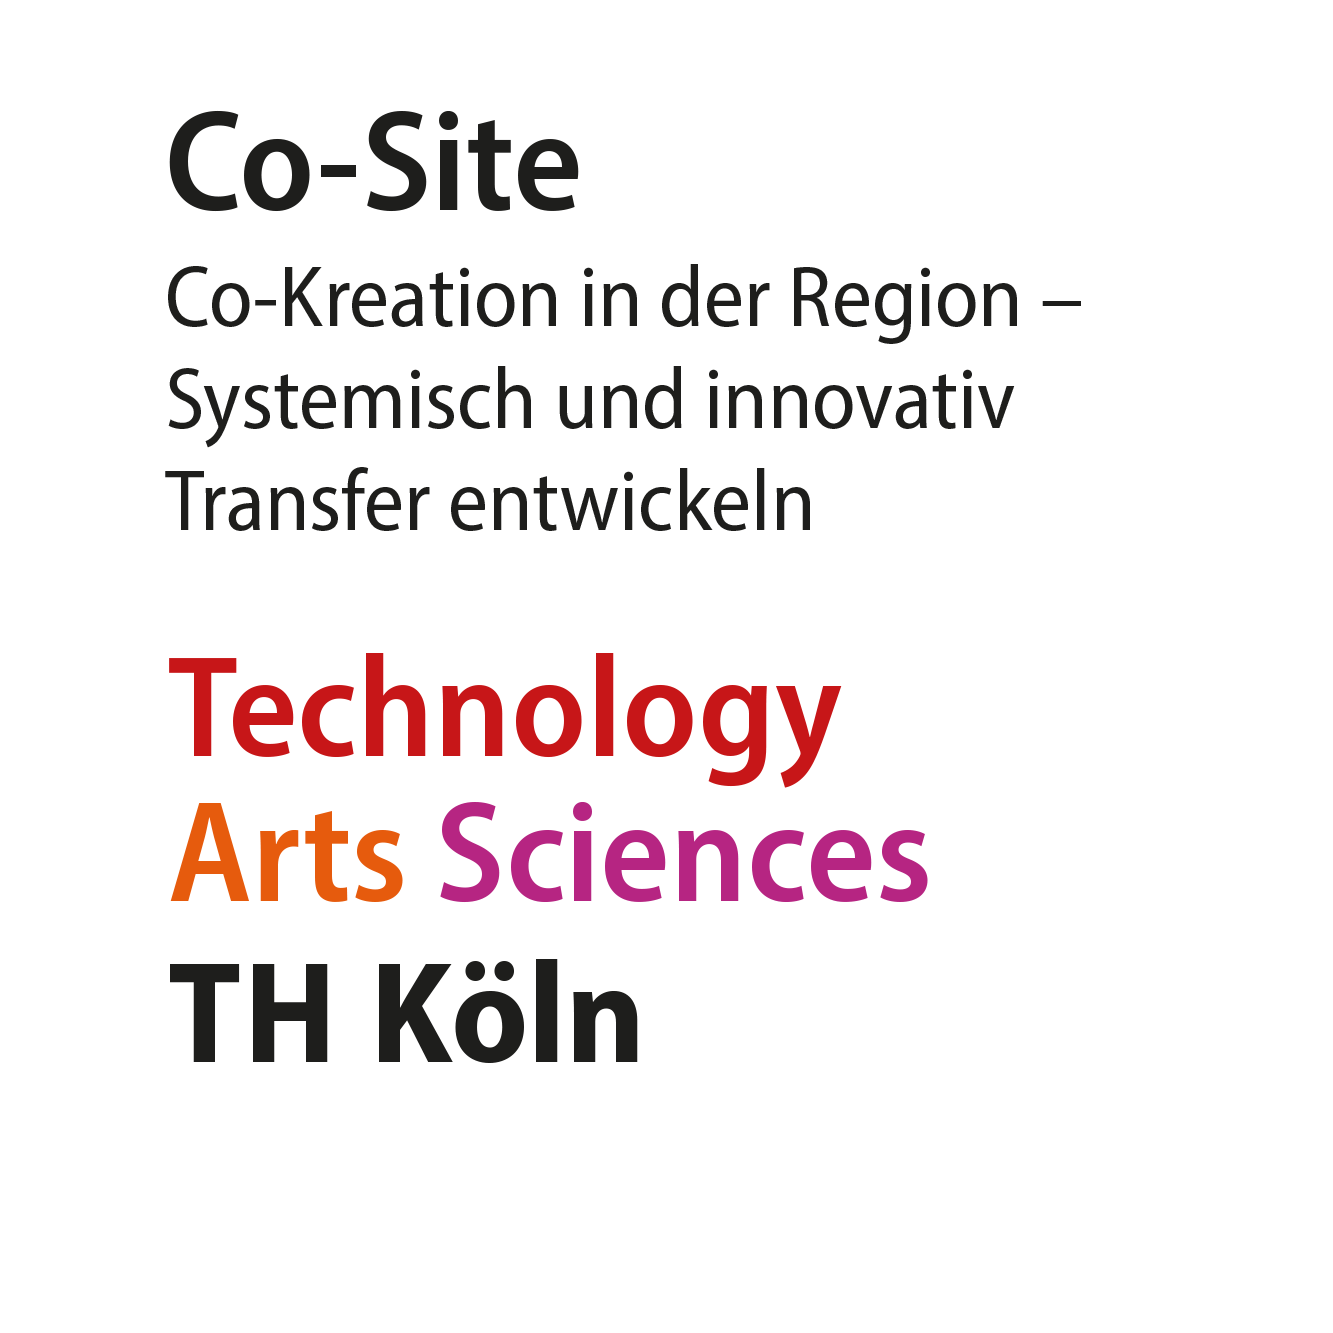 Co-Site
Co-Kreation in der Region –
Systemisch und innovativ
Transfer entwickeln
Technology
Arts Sciences
TH Köln